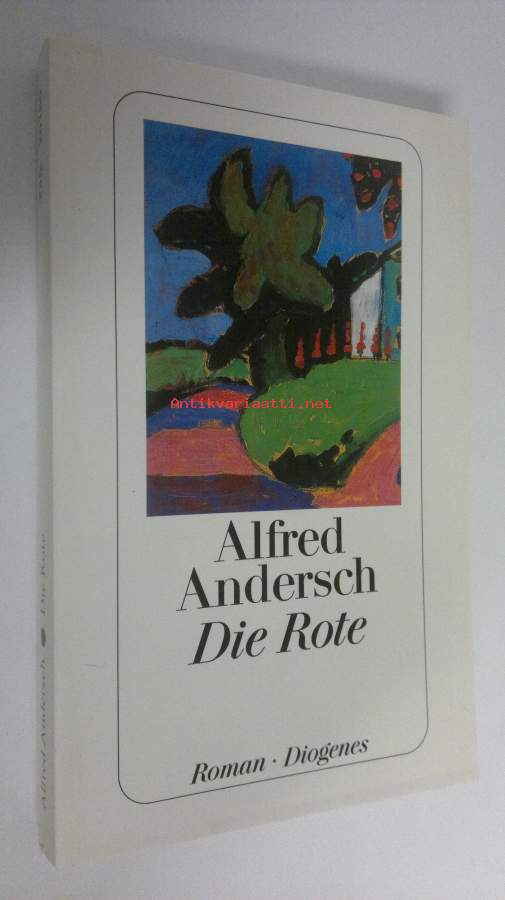 Antikvariaatti.net
Alfred
Andersch
Die Rote
Roman · Diogenes
Alfred Andersch ● Die Rote